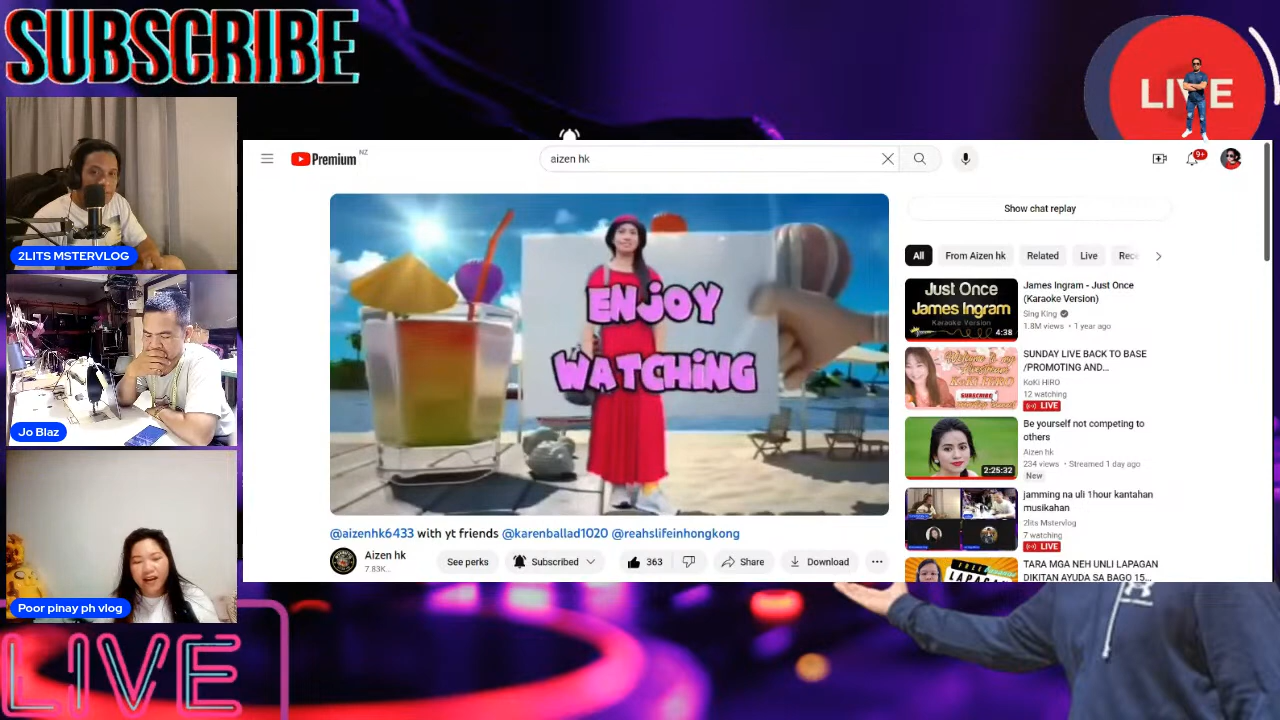 SUBSCRIBE
LIVE
2LITS MSTERVLOG
Jo Blaz
Poor pinay ph vlog
LIVE
Premium NZ
aizen hk
9+
ENJOY
WATCHING
@aizenhk6433 with yt friends @karenballad1020 @reahslifeinhongkong
Aizen hk
7.83K...
See perks
Subscribed
363
Share
Download
Show chat replay
All
From Aizen hk
Related
Live
Rece
Just Once
James Ingram
Karaoke Version
4:38
James Ingram - Just Once
(Karaoke Version)
Sing King
1.8M views • 1 year ago
KoKi HiRO
SUBSCRIBE
SUNDAY LIVE BACK TO BASE
/PROMOTING AND...
KoKi HIRO
12 watching
LIVE
2:25:32
Be yourself not competing to
others
Aizen hk
234 views • Streamed 1 day ago
New
jamming na uli 1hour kantahan
musikahan
2lits Mstervlog
7 watching
LIVE
TARA MGA NEH UNLI LAPAGAN
DIKITAN AYUDA SA BAGO 15...